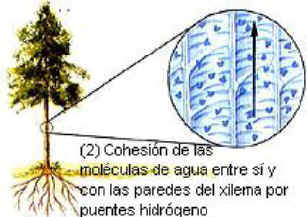 (2) Cohesión de las
moléculas de agua entre sí y
con las paredes del xilema por
puentes hidrógeno